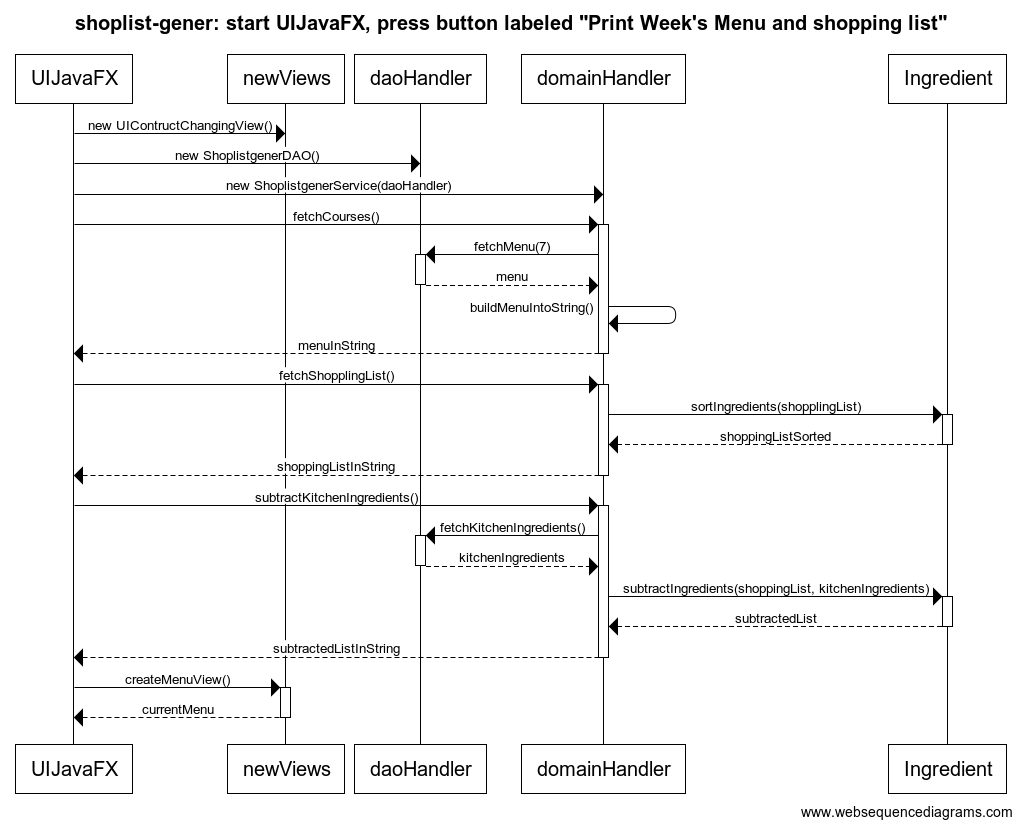 shoplist-gener: start UIJavaFX, press button labeled "Print Week's Menu and shopping list"
UIJavaFX newViews daoHandler domainHandler Ingredient
new UIContructChangingView()
new ShoplistgenerDAO()
new ShoplistgenerService(daoHandler)
fetchCourses()
fetchMenu(7)
menu
buildMenuIntoString()
menuInString
fetchShopplingList()
sortIngredients(shopplingList)
shoppingListSorted
shoppingListInString
subtractKitchenIngredients()
fetchKitchenIngredients()
kitchenIngredients
subtractIngredients(shoppingList, kitchenIngredients)
subtractedList
subtractedListInString
createMenuView()
currentMenu
UIJavaFX newViews daoHandler domainHandler Ingredient
www.websequencediagrams.com